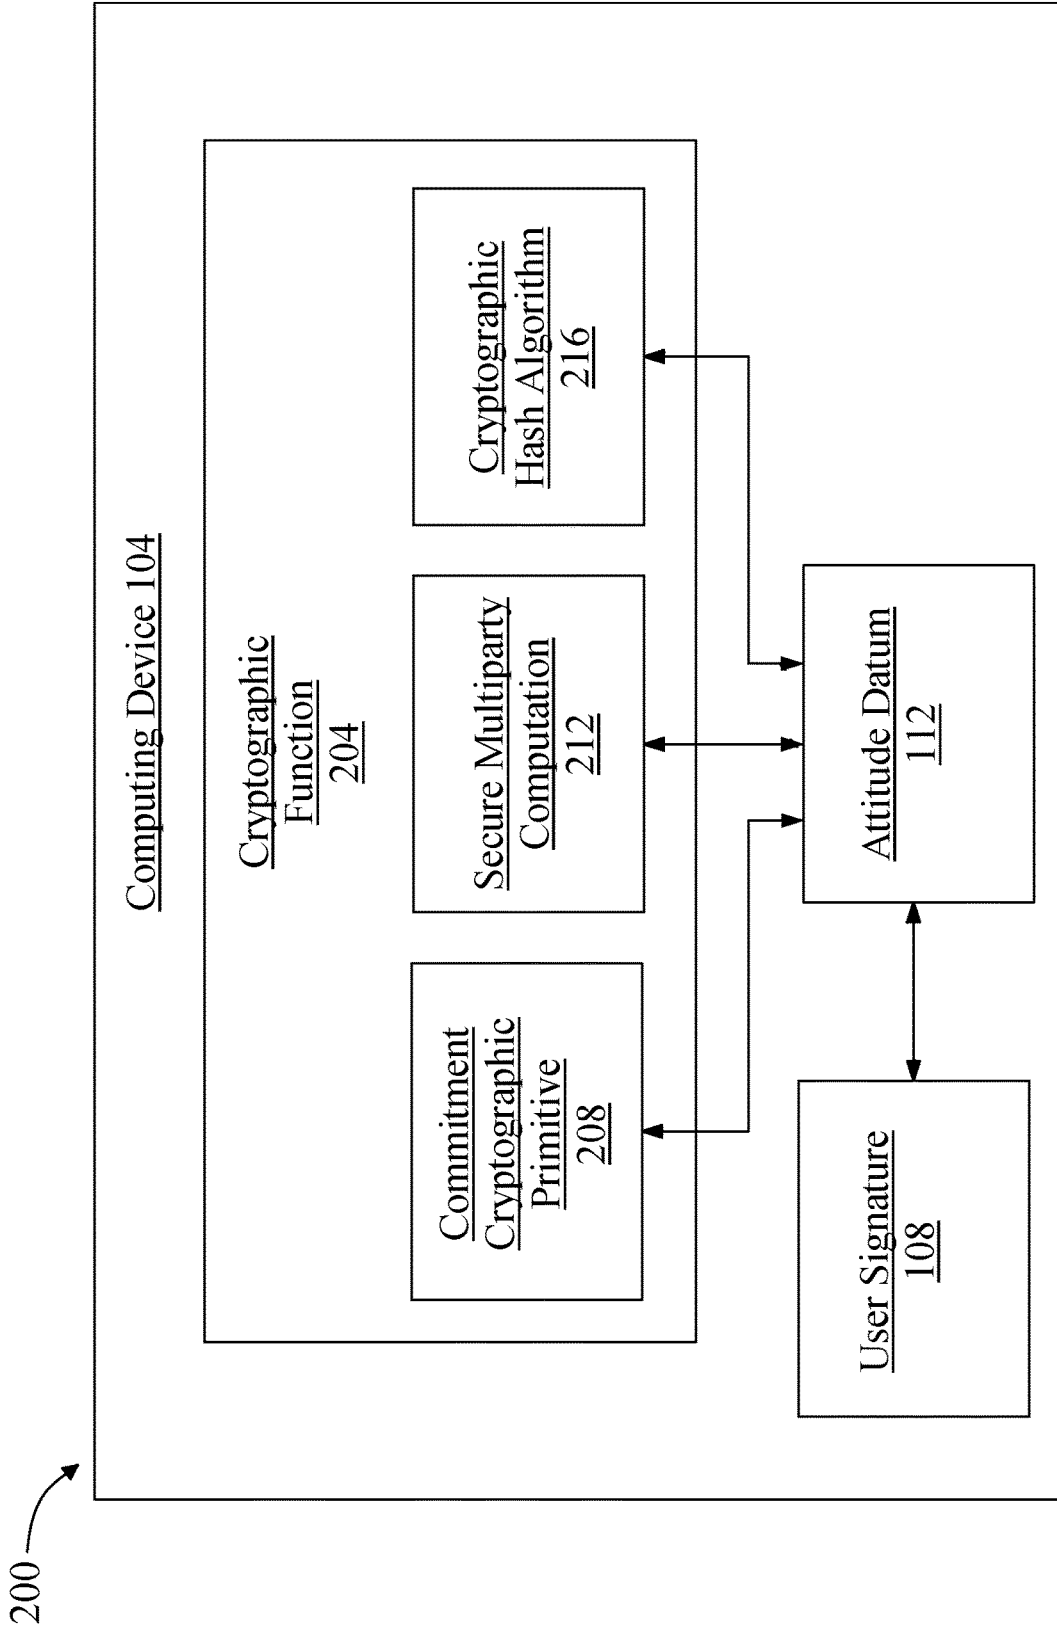 200
Computing Device 104
Cryptographic
Function
204
Commitment
Cryptographic
Primitive
208
Secure Multiparty
Computation
212
Cryptographic
Hash Algorithm
216
User Signature
108
Attitude Datum
112